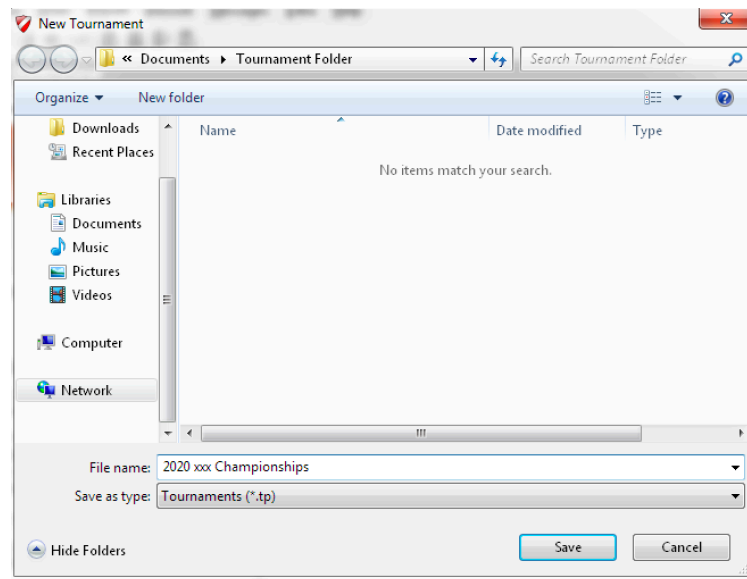 New Tournament
« Documents Tournament Folder Search Tournament Folder
Organize New folder
Downloads
Recent Places
Libraries
Documents
Music
Pictures
Videos
Computer
Network
Name Date modified Type
No items match your search.
File name: 2020 xxx Championships
Save as type: Tournaments (*.tp)
Hide Folders Save Cancel